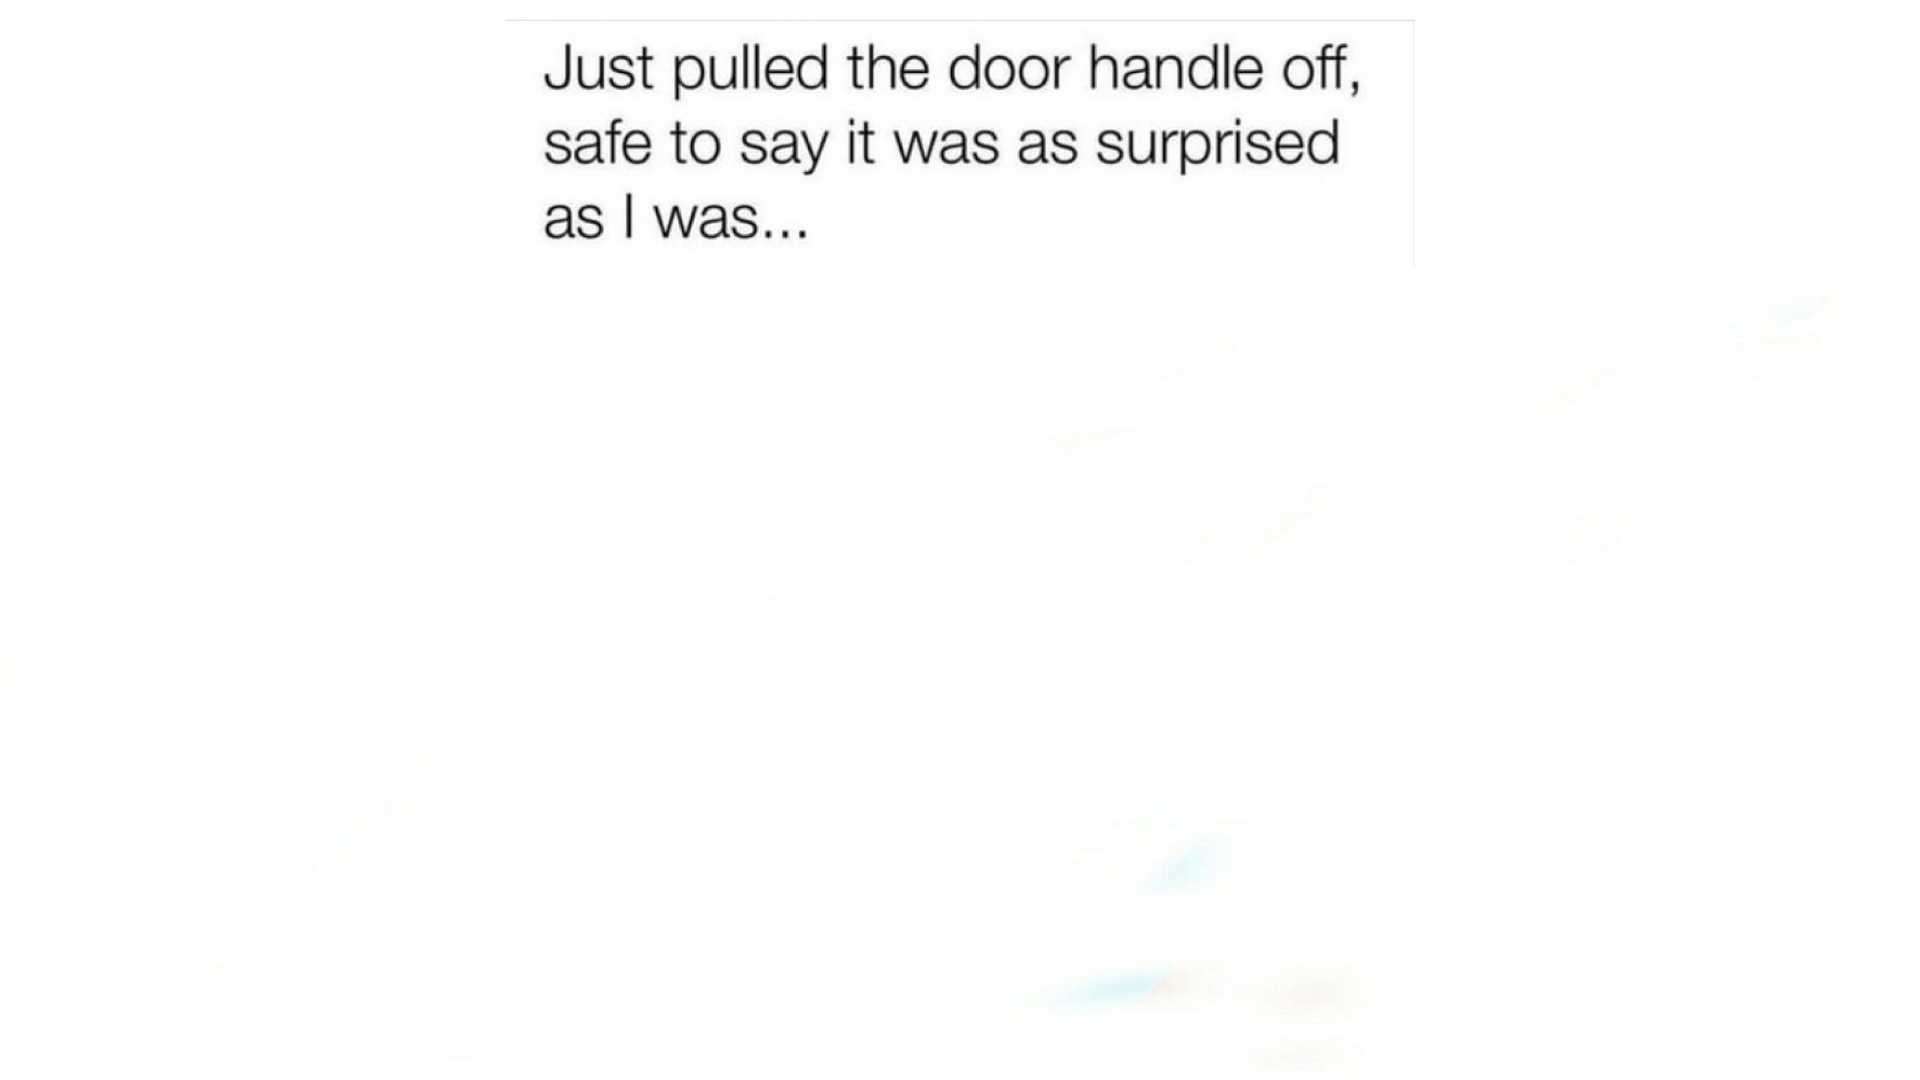 Just pulled the door handle off,
safe to say it was as surprised
as I was...